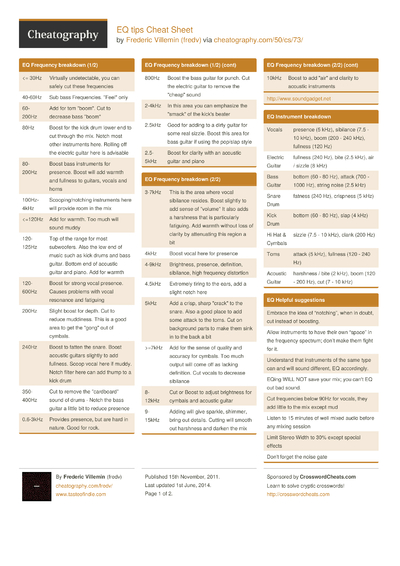 Cheatography
EQ tips Cheat Sheet
by Frederic Villemin (fredv) via cheatography.com/50/cs/73/
EQ Frequency breakdown (1/2)
<= 30Hz Virtually undetectable, you can
safely cut these frequencies
40-60Hz Sub bass Frequencies. "Feel" only
60-
200Hz
Add for tom "boom". Cut to
decrease bass "boom"
80Hz Boost for the kick drum lower end to
cut through the mix. Notch most
other instruments here. Rolling off
the electric guitar here is advisable
80-
200Hz
Boost bass instruments for
presence. Boost will add warmth
and fullness to guitars, vocals and
horns
100Hz-
4kHz
Scooping/notching instruments here
will provide room in the mix
<=120Hz Add for warmth. Too much will
sound muddy
120-
125Hz
Top of the range for most
subwoofers. Also the low end of
music such as kick drums and bass
guitar. Bottom end of acoustic
guitar and piano. Add for warmth
120
600Hz
Boost for strong vocal presence.
Causes problems with vocal
resonance and fatiguing
200Hz Slight boost for depth. Cut to
reduce muddiness. This is a good
area to get the "gong" out of
cymbals.
240Hz Boost to fatten the snare. Boost
acoustic guitars slightly to add
fullness. Scoop vocal here if muddy.
Notch filter here can add thump to a
kick drum
350-
400Hz
Cut to remove the "cardboard"
sound of drums - Notch the bass
guitar a little bit to reduce presence
0.6-3kHz Provides presence, but are hard in
nature. Good for rock.
EQ Frequency breakdown (1/2) (cont)
800Hz Boost the bass guitar for punch. Cut
the electric guitar to remove the
"cheap" sound
2-4kHz In this area you can emphasize the
"smack" of the kick's beater
2.5kHz Good for adding to a dirty guitar for
some real sizzle. Boost this area for
bass guitar if using the pop/slap style
2.5-
5kHz
Boost for clarity with an acoustic
guitar and piano
EQ Frequency breakdown (2/2)
3-7kHz This is the area where vocal
sibilance resides. Boost slightly to
add sense of "volume" It also adds
a harshness that is particularly
fatiguing. Add warmth without loss of
clarity by attenuating this region a
bit
4kHz Boost vocal here for presence
4-9kHz Brightness, presence, definition,
sibilance, high frequency distortion
4.5kHz Extremely tiring to the ears, add a
slight notch here
5kHz Add a crisp, sharp "crack" to the
snare. Also a good place to add
some attack to the toms. Cut on
background parts to make them sink
in to the back a bit
>=7kHz Add for the sense of quality and
accuracy for cymbals. Too much
output will come off as lacking
definition. Cut vocals to decrease
sibilance
8-
12kHz
Cut or Boost to adjust brightness for
cymbals and acoustic guitar
9-
15kHz
Adding will give sparkle, shimmer,
bring out details. Cutting will smooth
out harshness and darken the mix
EQ Frequency breakdown (2/2) (cont)
10kHz Boost to add "air" and clarity to
acoustic instruments
http://www.soundgadget.net
EQ Instrument breakdown
Vocals presence (5 kHz), sibilance (7.5 -
10 kHz), boom (200 - 240 kHz),
fullness (120 Hz)
Electric
Guitar
fullness (240 Hz), bite (2.5 kHz), air
/ sizzle (8 kHz)
Bass
Guitar
bottom (60 - 80 Hz), attack (700 -
1000 Hz), string noise (2.5 kHz)
Snare
Drum
fatness (240 Hz), crispness (5 kHz)
Kick
Drum
bottom (60 - 80 Hz), slap (4 kHz)
Hi Hat &
Cymbals
sizzle (7.5 - 10 kHz), clank (200 Hz)
Toms attack (5 kHz), fullness (120 - 240
Hz)
Acoustic
Guitar
harshness / bite (2 kHz), boom (120
- 200 Hz), cut (7 - 10 kHz)
EQ Helpful suggestions
Embrace the idea of "notching", when in doubt,
cut instead of boosting.
Allow instruments to have their own "space" in
the frequency spectrum; don't make them fight
for it.
Understand that instruments of the same type
can and will sound different, EQ accordingly.
EQing WILL NOT save your mix; you can't EQ
out bad sound
Cut frequencies below 90Hz for vocals, they
add little to the mix except mud
Listen to 15 minutes of well mixed audio before
any mixing session
Limit Stereo Width to 30% except special
effects
Don't forget the noise gate
By Frederic Villemin (fredv)
cheatography.com/fredv/
www.tasteofindie.com
Published 15th November, 2011.
Last updated 1st June, 2014.
Page 1 of 2.
Sponsored by CrosswordCheats.com
Learn to solve cryptic crosswords!
http://crosswordcheats.com